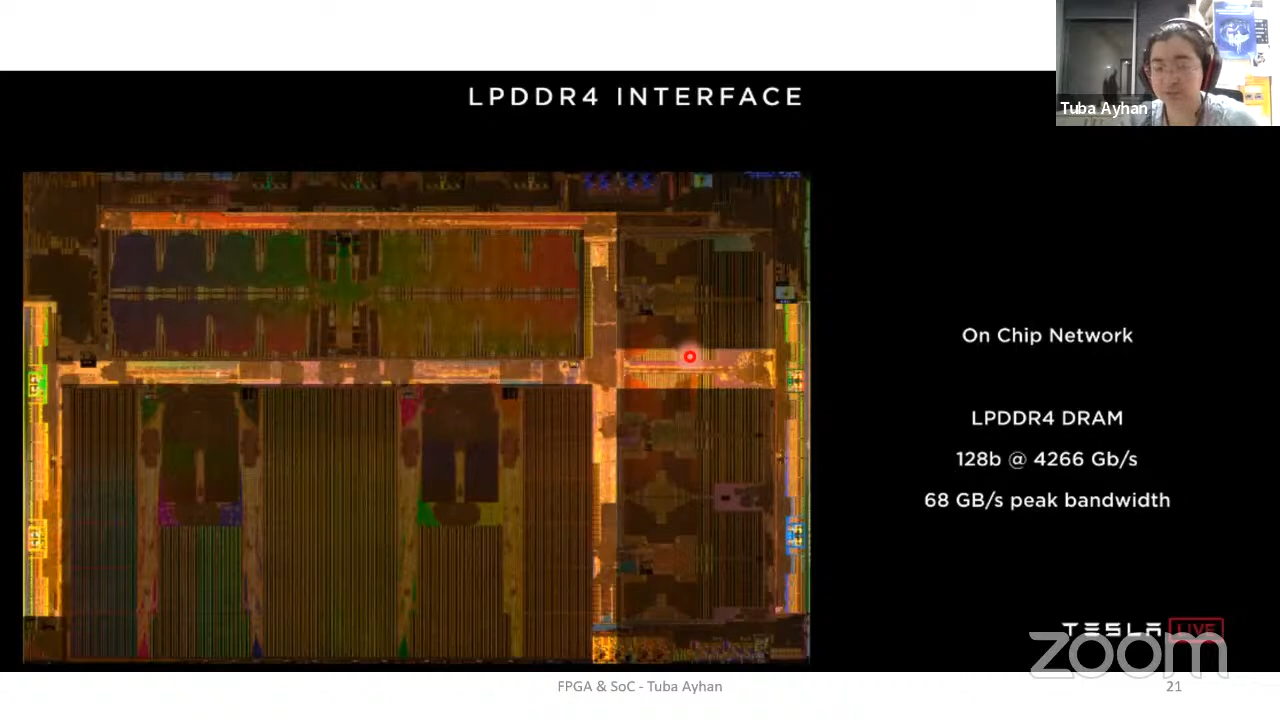 LPDDR4 INTERFACE
Tuba Ayhan
On Chip Network
LPDDR4 DRAM
128b @ 4266 Gb/s
68 GB/s peak bandwidth
TESLA LIVE
zoom
FPGA & SoC - Tuba Ayhan
21